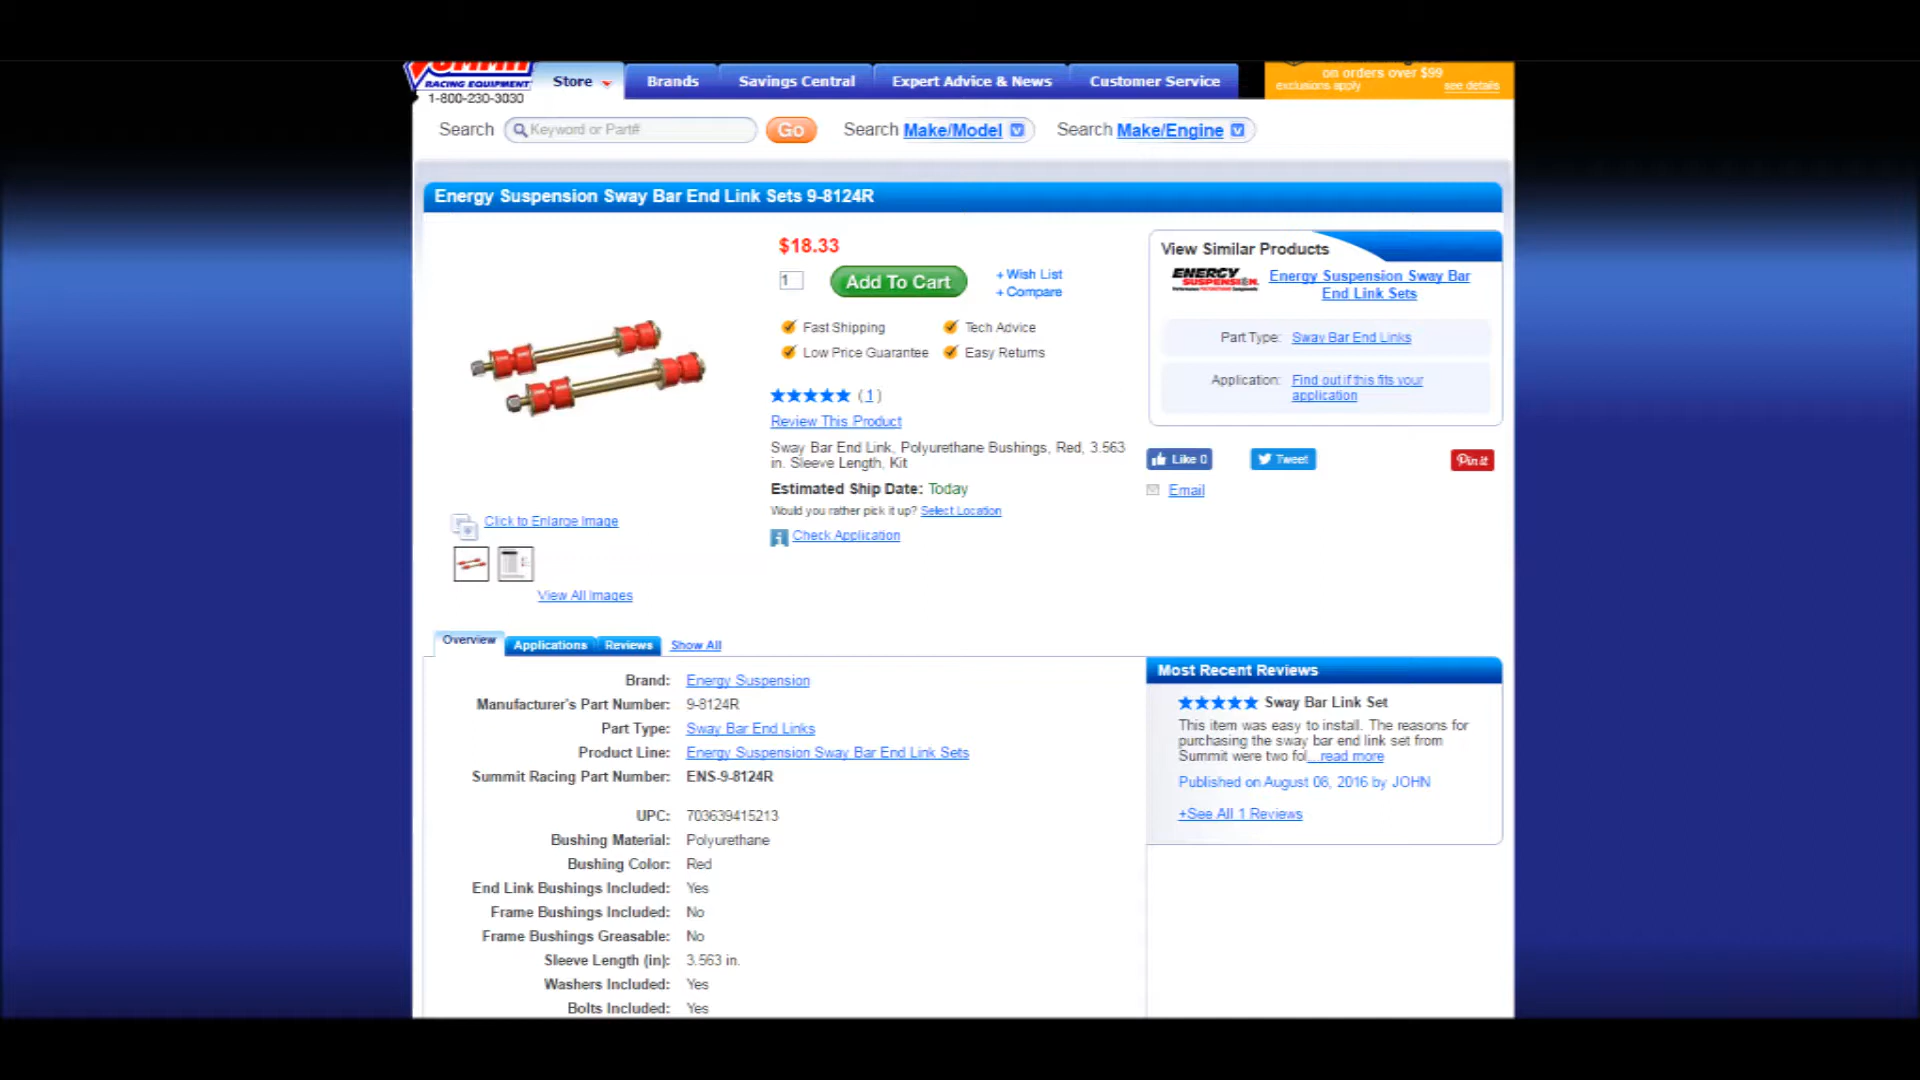 SUMMIT
RACING EQUIPMENT
1-800-230-3030
Store
Brands
Savings Central
Expert Advice & News
Customer Service
on orders over $99
exclusions apply
see details
Search
Keyword or Part#
Go
Search Make/Model
Search Make/Engine
Energy Suspension Sway Bar End Link Sets 9-8124R
$18.33
1
Add To Cart
+ Wish List
+ Compare
Fast Shipping
Tech Advice
Low Price Guarantee
Easy Returns
(1)
Review This Product
Sway Bar End Link, Polyurethane Bushings, Red, 3.563
in. Sleeve Length, Kit
Estimated Ship Date: Today
Would you rather pick it up? Select Location
Check Application
Click to Enlarge Image
View All Images
View Similar Products
ENERGY
SUSPENSION.
Energy Suspension Sway Bar
End Link Sets
Part Type: Sway Bar End Links
Application: Find out if this fits your
application
Like 0
Tweet
Pin it
Email
Overview
Applications
Reviews
Show All
Brand: Energy Suspension
Manufacturer's Part Number: 9-8124R
Part Type: Sway Bar End Links
Product Line: Energy Suspension Sway Bar End Link Sets
Summit Racing Part Number: ENS-9-8124R
UPC: 703639415213
Bushing Material: Polyurethane
Bushing Color: Red
End Link Bushings Included: Yes
Frame Bushings Included: No
Frame Bushings Greasable: No
Sleeve Length (in): 3.563 in.
Washers Included: Yes
Bolts Included: Yes
Most Recent Reviews
Sway Bar Link Set
This item was easy to install. The reasons for
purchasing the sway bar end link set from
Summit were two fol...read more
Published on August 06, 2016 by JOHN
+See All 1 Reviews